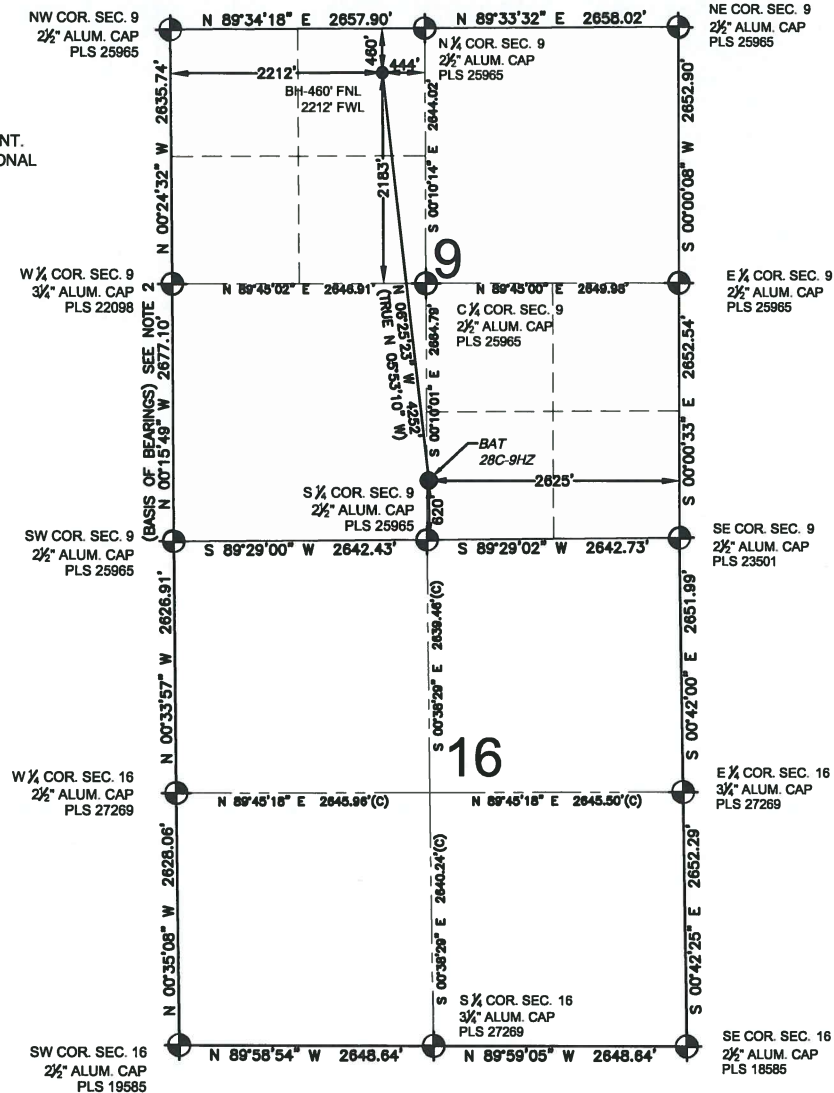 NW COR. SEC. 9
2½" ALUM. CAP
PLS 25965
N 89°34'18" E 2657.90'
N 89°33'32" E 2658.02'
NE COR. SEC. 9
2½" ALUM. CAP
PLS 25965
N ¼ COR. SEC. 9
2½" ALUM. CAP
PLS 25965
460'
444'
2212'
BH-460' FNL
2212' FWL
N 00°24'32" W 2635.74'
S 00°10'14" E 2644.02'
N 00°00'08" W 2652.90'
NT.
ONAL
2183'
9
W ¼ COR. SEC. 9
3¼" ALUM. CAP
PLS 22098
N 89°45'02" E 2646.91'
N 89°45'00" E 2649.98'
E ¼ COR. SEC. 9
2½" ALUM. CAP
PLS 25965
C ¼ COR. SEC. 9
2½" ALUM. CAP
PLS 25965
(BASIS OF BEARINGS) SEE NOTE 2
N 00°15'49" W 2677.10'
N 06°25'23" W 4252'
(TRUE N 05°53'10" W)
S 00°10'01" E 2664.79'
S 00°00'33" E 2652.54'
BAT
28C-9HZ
2625'
620'
S ¼ COR. SEC. 9
2½" ALUM. CAP
PLS 25965
SW COR. SEC. 9
2½" ALUM. CAP
PLS 25965
S 89°29'00" W 2642.43'
S 89°29'02" W 2642.73'
SE COR. SEC. 9
2½" ALUM. CAP
PLS 23501
N 00°33'57" W 2626.91'
S 00°38'29" E 2639.46'(C)
S 00°42'00" E 2651.99'
16
W ¼ COR. SEC. 16
2½" ALUM. CAP
PLS 27269
N 89°45'18" E 2645.96'(C)
N 89°45'18" E 2645.50'(C)
E ¼ COR. SEC. 16
3¼" ALUM. CAP
PLS 27269
N 00°35'08" W 2628.06'
S 00°38'29" E 2640.24'(C)
S 00°42'25" E 2652.29'
S ¼ COR. SEC. 16
3¼" ALUM. CAP
PLS 27269
SW COR. SEC. 16
2½" ALUM. CAP
PLS 19585
N 89°58'54" W 2648.64'
N 89°59'05" W 2648.64'
SE COR. SEC. 16
2½" ALUM. CAP
PLS 18585